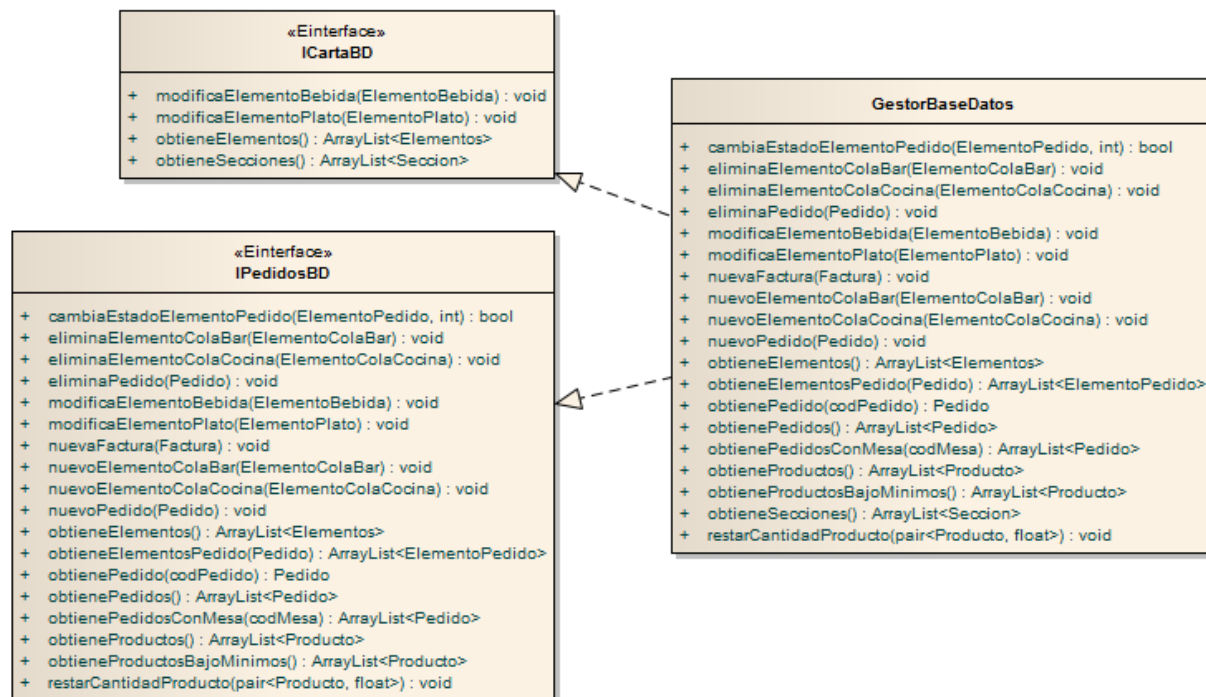 «Einterface»
ICartaBD
+ modificaElementoBebida(ElementoBebida) : void
+ modificaElementoPlato(ElementoPlato) : void
+ obtieneElementos() : ArrayList<Elementos>
+ obtieneSecciones() : ArrayList<Seccion>
«Einterface»
IPedidosBD
+ cambiaEstadoElementoPedido(ElementoPedido, int) : bool
+ eliminaElementoColaBar(ElementoColaBar) : void
+ eliminaElementoColaCocina(ElementoColaCocina) : void
+ eliminaPedido(Pedido) : void
+ modificaElementoBebida(ElementoBebida) : void
+ modificaElementoPlato(ElementoPlato) : void
+ nuevaFactura(Factura) : void
+ nuevoElementoColaBar(ElementoColaBar) : void
+ nuevoElementoColaCocina(ElementoColaCocina) : void
+ nuevoPedido(Pedido) : void
+ obtieneElementos() : ArrayList<Elementos>
+ obtieneElementosPedido(Pedido) : ArrayList<ElementoPedido>
+ obtienePedido(codPedido) : Pedido
+ obtienePedidos() : ArrayList<Pedido>
+ obtienePedidosConMesa(codMesa) : ArrayList<Pedido>
+ obtieneProductos() : ArrayList<Producto>
+ obtieneProductosBajoMinimos() : ArrayList<Producto>
+ restarCantidadProducto(pair<Producto, float>) : void
GestorBaseDatos
+ cambiaEstadoElementoPedido(ElementoPedido, int) : bool
+ eliminaElementoColaBar(ElementoColaBar) : void
+ eliminaElementoColaCocina(ElementoColaCocina) : void
+ eliminaPedido(Pedido) : void
+ modificaElementoBebida(ElementoBebida) : void
+ modificaElementoPlato(ElementoPlato) : void
+ nuevaFactura(Factura) : void
+ nuevoElementoColaBar(ElementoColaBar) : void
+ nuevoElementoColaCocina(ElementoColaCocina) : void
+ nuevoPedido(Pedido) : void
+ obtieneElementos() : ArrayList<Elementos>
+ obtieneElementosPedido(Pedido) : ArrayList<ElementoPedido>
+ obtienePedido(codPedido) : Pedido
+ obtienePedidos() : ArrayList<Pedido>
+ obtienePedidosConMesa(codMesa) : ArrayList<Pedido>
+ obtieneProductos() : ArrayList<Producto>
+ obtieneProductosBajoMinimos() : ArrayList<Producto>
+ obtieneSecciones() : ArrayList<Seccion>
+ restarCantidadProducto(pair<Producto, float>) : void